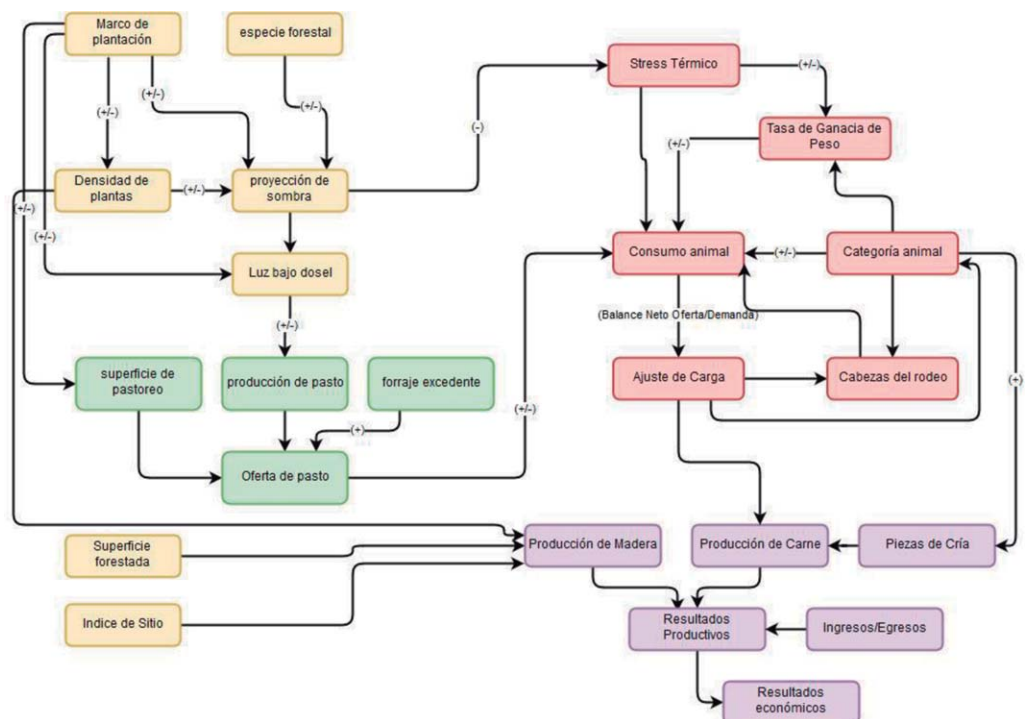 Marco de
plantación
especie forestal
Stress Térmico
(+/-)
(+/-)
(+/-)
(+/-)
(-)
Tasa de Ganacia de
Peso
(+/-)
Densidad de
plantas
(+/-)
proyección de
sombra
(+/-)
(+/-)
Luz bajo dosel
Consumo animal
(+/-)
Categoría animal
(Balance Neto Oferta/Demanda)
(+/-)
superficie de
pastoreo
producción de pasto
forraje excedente
Ajuste de Carga
Cabezas del rodeo
(+)
(+/-)
(+)
Oferta de pasto
Superficie
forestada
Producción de Madera
Producción de Carne
Piezas de Cría
Indice de Sitio
Resultados
Productivos
Ingresos/Egresos
Resultados
económicos